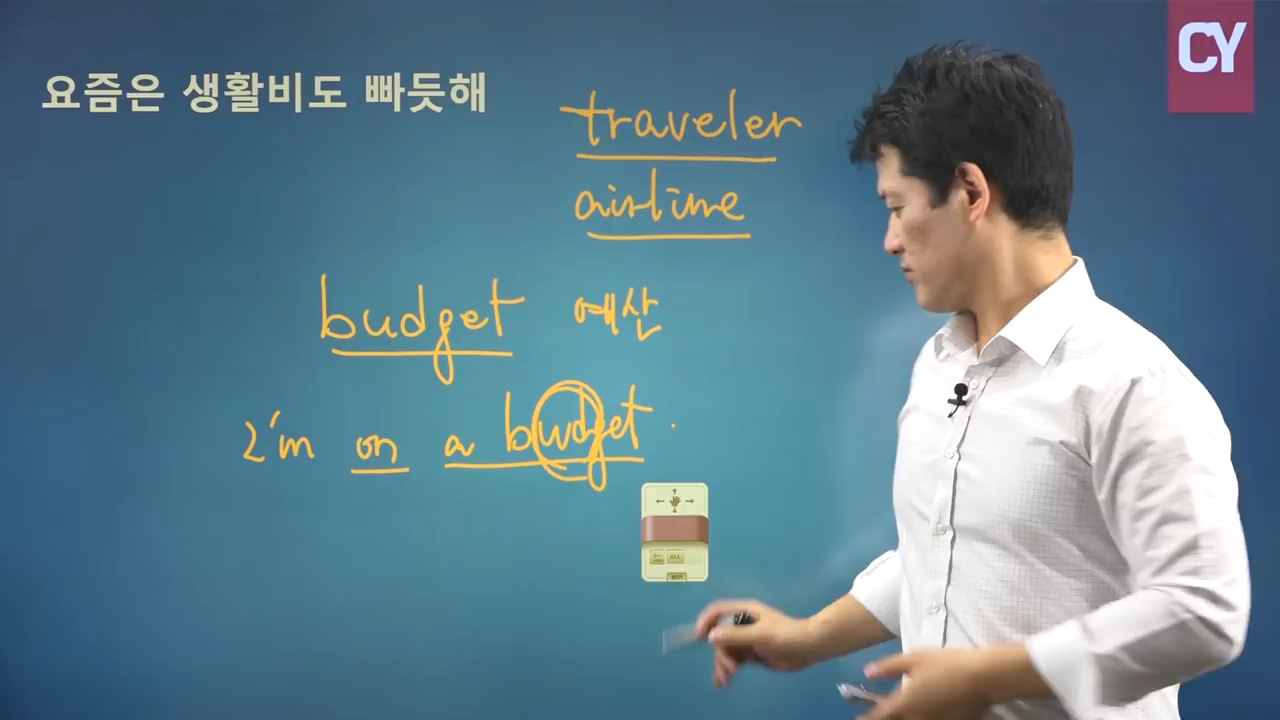 요즘은 생활비도 빠듯해
CY
traveler
airline
budget 예산
I'm on a budget.